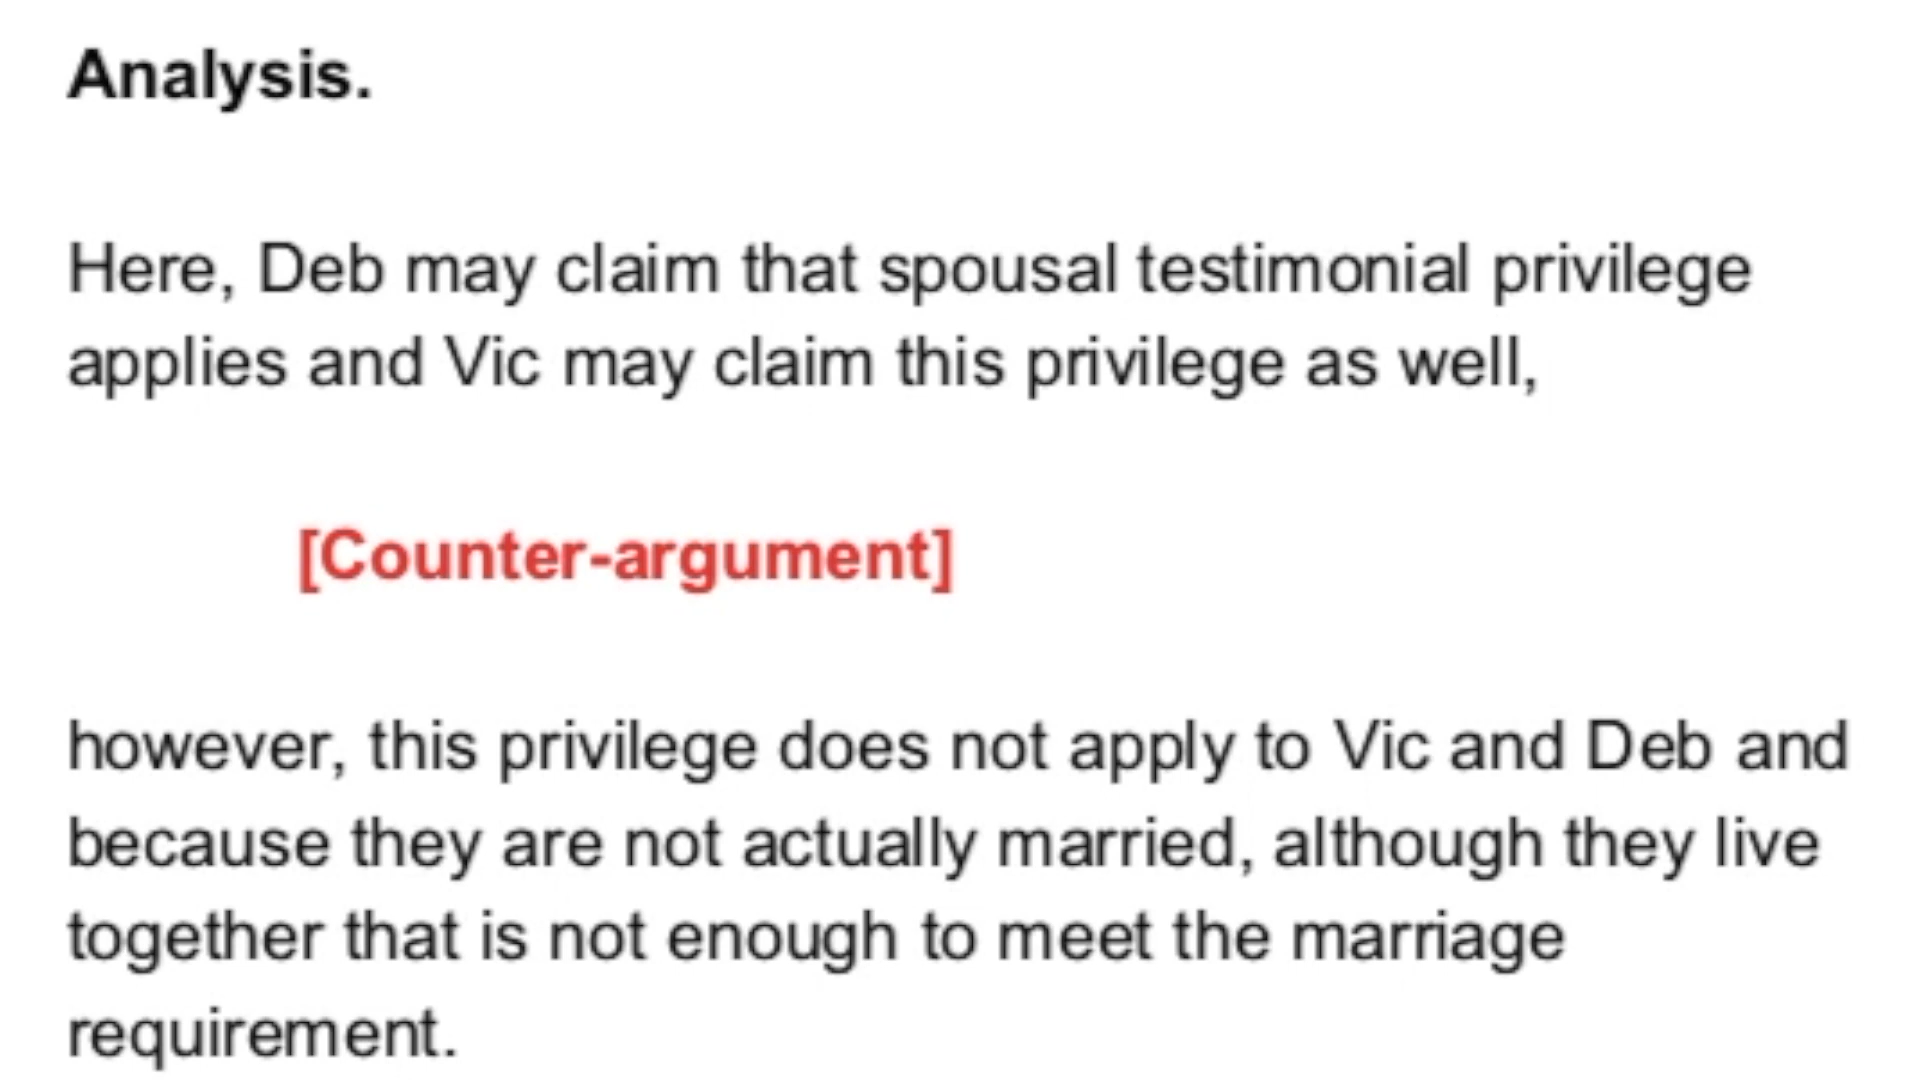 Analysis.
Here, Deb may claim that spousal testimonial privilege
applies and Vic may claim this privilege as well,
[Counter-argument]
however, this privilege does not apply to Vic and Deb and
because they are not actually married, although they live
together that is not enough to meet the marriage
requirement.